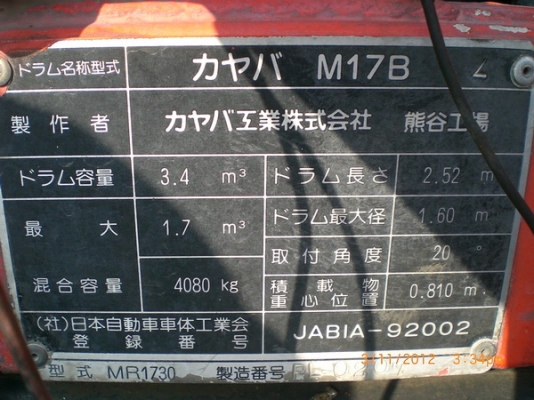 ドラム名称型式 カヤバ M17B
製作者 カヤバ工業株式会社 熊谷工場
ドラム容量 3.4 m³ ドラム長さ 2.52 m
最大 1.7 m³ ドラム最大径 1.60 m
取付角度 20 °
混合容量 4080 kg 積載物重心位置 0.810 m
(社)日本自動車車体工業会
登録番号 JABIA-92002
型式 MR1730 製造番号
3/11/2012